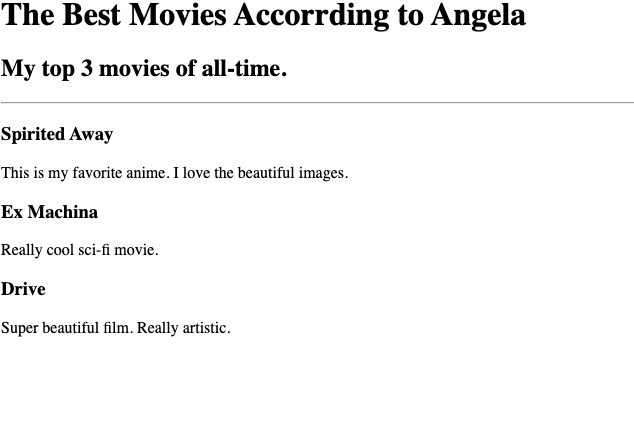 The Best Movies Accorrding to Angela
My top 3 movies of all-time.
Spirited Away
This is my favorite anime. I love the beautiful images.
Ex Machina
Really cool sci-fi movie.
Drive
Super beautiful film. Really artistic.